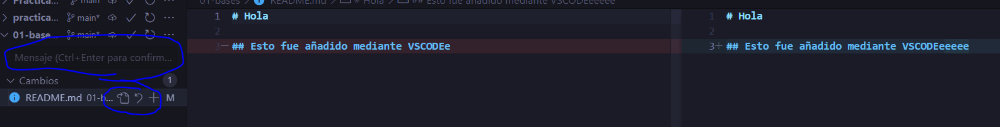 Practica... main
01-bases > README.md > # Hola > ## Esto fue añadido mediante VSCODEeeeeee
practica... main*
01-base... main*
Mensaje (Ctrl+Enter para confirm...
Cambios 1
README.md 01-b... M
1 # Hola
2
3 ## Esto fue añadido mediante VSCODEe
1 # Hola
2
3+ ## Esto fue añadido mediante VSCODEeeeee